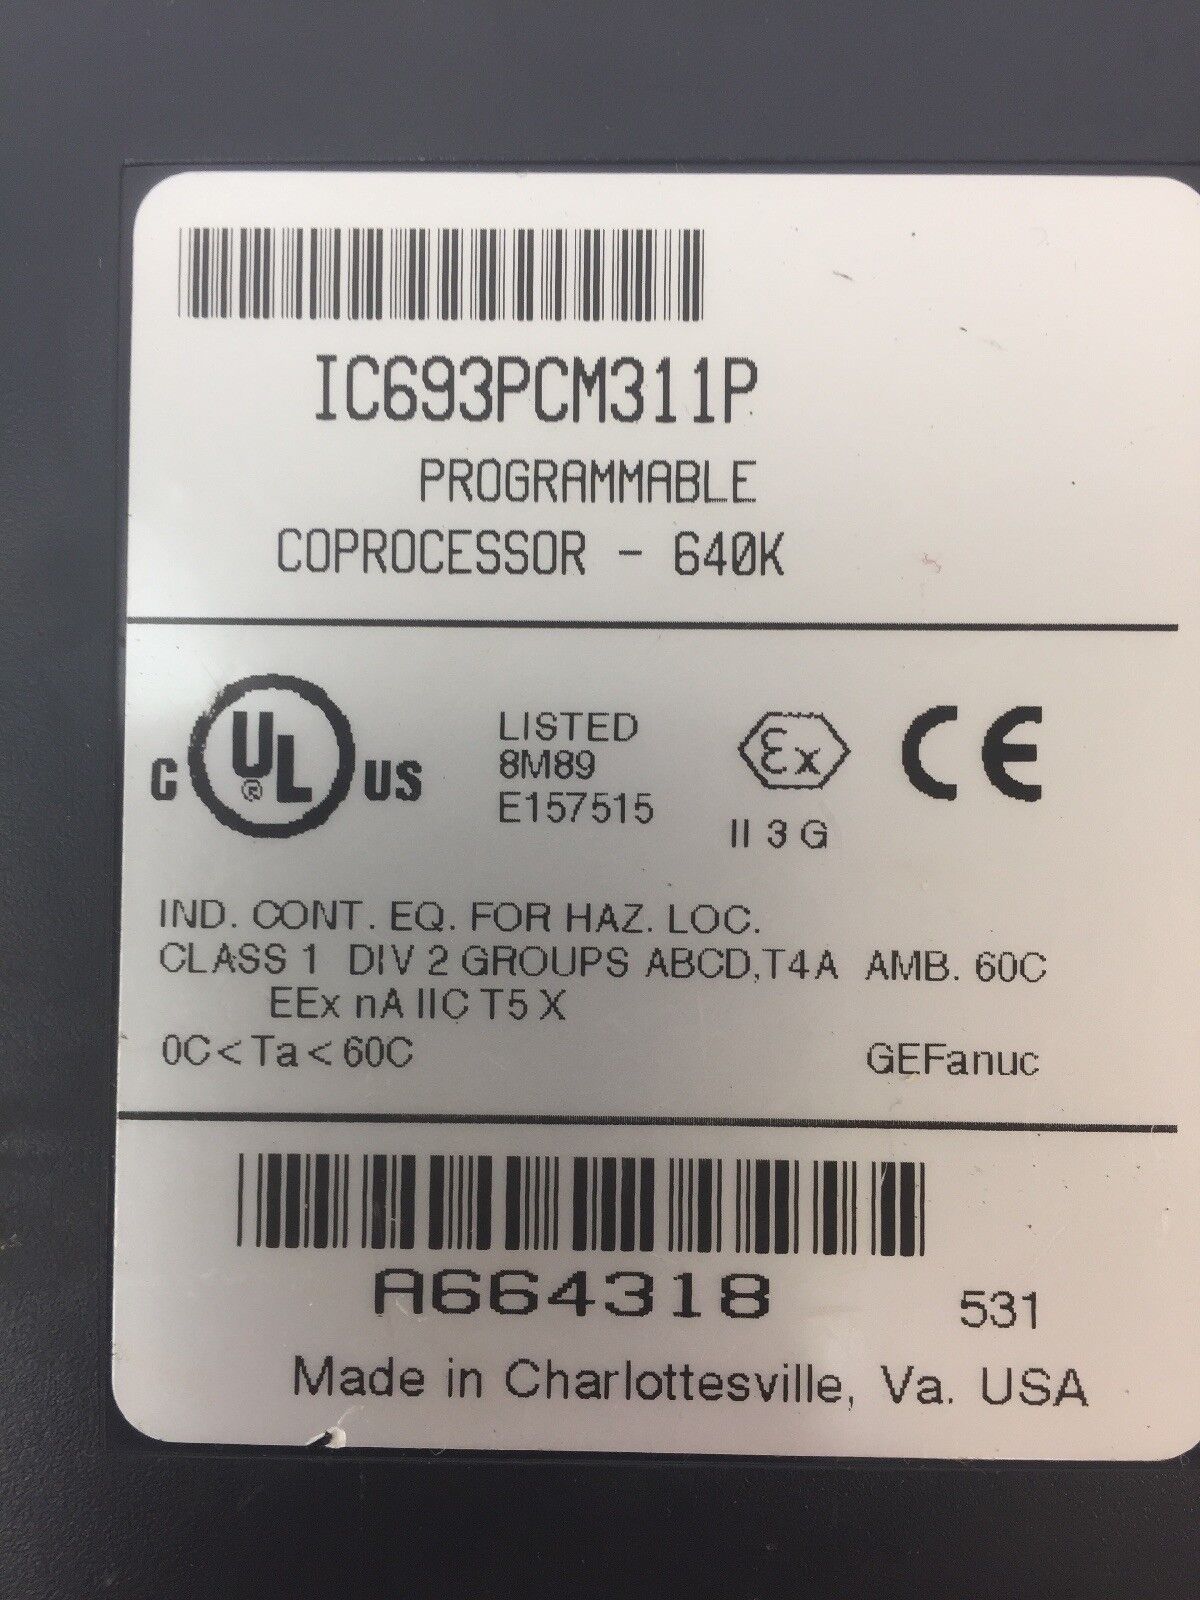 IC693PCM311P
PROGRAMMABLE
COPROCESSOR - 640K
C UL ® US
LISTED
8M89
E157515
Ex
II 3 G
CE
IND. CONT. EQ. FOR HAZ. LOC.
CLASS 1 DIV 2 GROUPS ABCD,T4A AMB. 60C
EEx nA IIC T5 X
0C<Ta<60C
GEFanuc
A664318
531
Made in Charlottesville, Va. USA